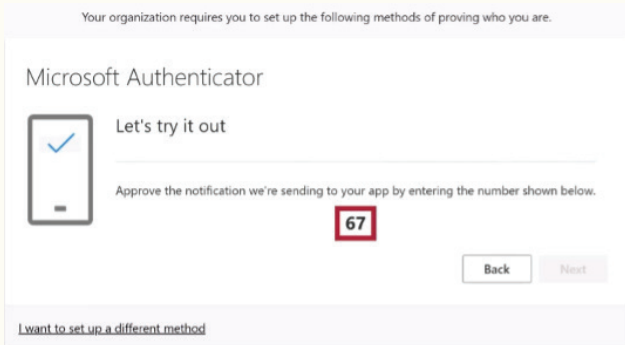 Your organization requires you to set up the following methods of proving who you are.
Microsoft Authenticator
Let's try it out
Approve the notification we're sending to your app by entering the number shown below.
67
Back Next
I want to set up a different method